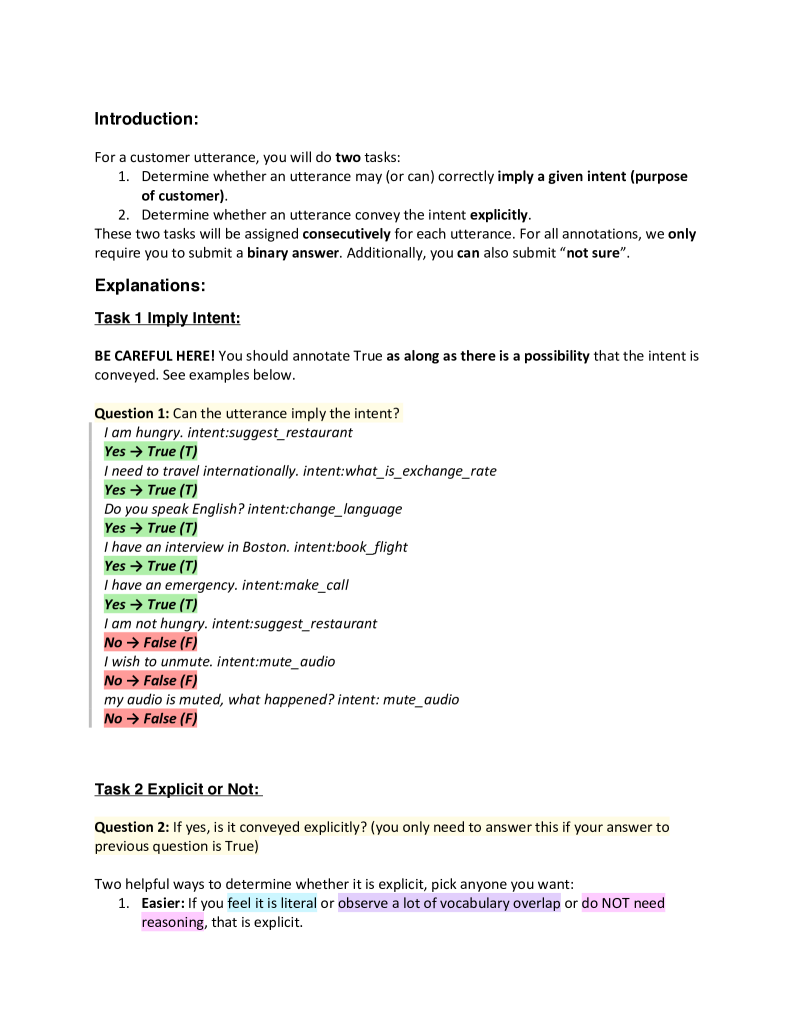 Introduction:
For a customer utterance, you will do two tasks:
1. Determine whether an utterance may (or can) correctly imply a given intent (purpose
of customer).
2. Determine whether an utterance convey the intent explicitly.
These two tasks will be assigned consecutively for each utterance. For all annotations, we only
require you to submit a binary answer. Additionally, you can also submit “not sure”.
Explanations:
Task 1 Imply Intent:
BE CAREFUL HERE! You should annotate True as along as there is a possibility that the intent is
conveyed. See examples below.
Question 1: Can the utterance imply the intent?
I am hungry. intent:suggest_restaurant
Yes → True (T)
I need to travel internationally. intent:what_is_exchange_rate
Yes → True (T)
Do you speak English? intent:change_language
Yes → True (T)
I have an interview in Boston. intent:book_flight
Yes → True (T)
I have an emergency. intent:make_call
Yes → True (T)
I am not hungry. intent:suggest_restaurant
No → False (F)
I wish to unmute. intent:mute_audio
No → False (F)
my audio is muted, what happened? intent: mute_audio
No → False (F)
Task 2 Explicit or Not:
Question 2: If yes, is it conveyed explicitly? (you only need to answer this if your answer to
previous question is True)
Two helpful ways to determine whether it is explicit, pick anyone you want:
1. Easier: If you feel it is literal or observe a lot of vocabulary overlap or do NOT need
reasoning, that is explicit.